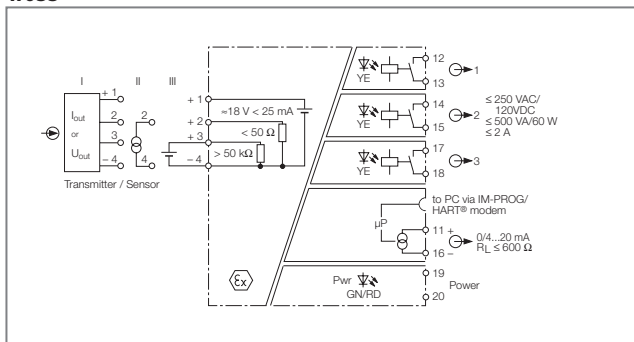 I
II
III
+ 1
2
3
– 4
Iout
or
Uout
2
4
Transmitter / Sensor
+ 1
+ 2
+ 3
– 4
≈18 V < 25 mA
< 50 Ω
> 50 kΩ
YE
12
13
1
YE
14
15
2
≤ 250 VAC/
120VDC
≤ 500 VA/60 W
≤ 2 A
YE
17
18
3
to PC via IM-PROG/
HART® modem
µP
11 +
16 –
0/4...20 mA
RL ≤ 600 Ω
Ex
Pwr
GN/RD
19
20
Power